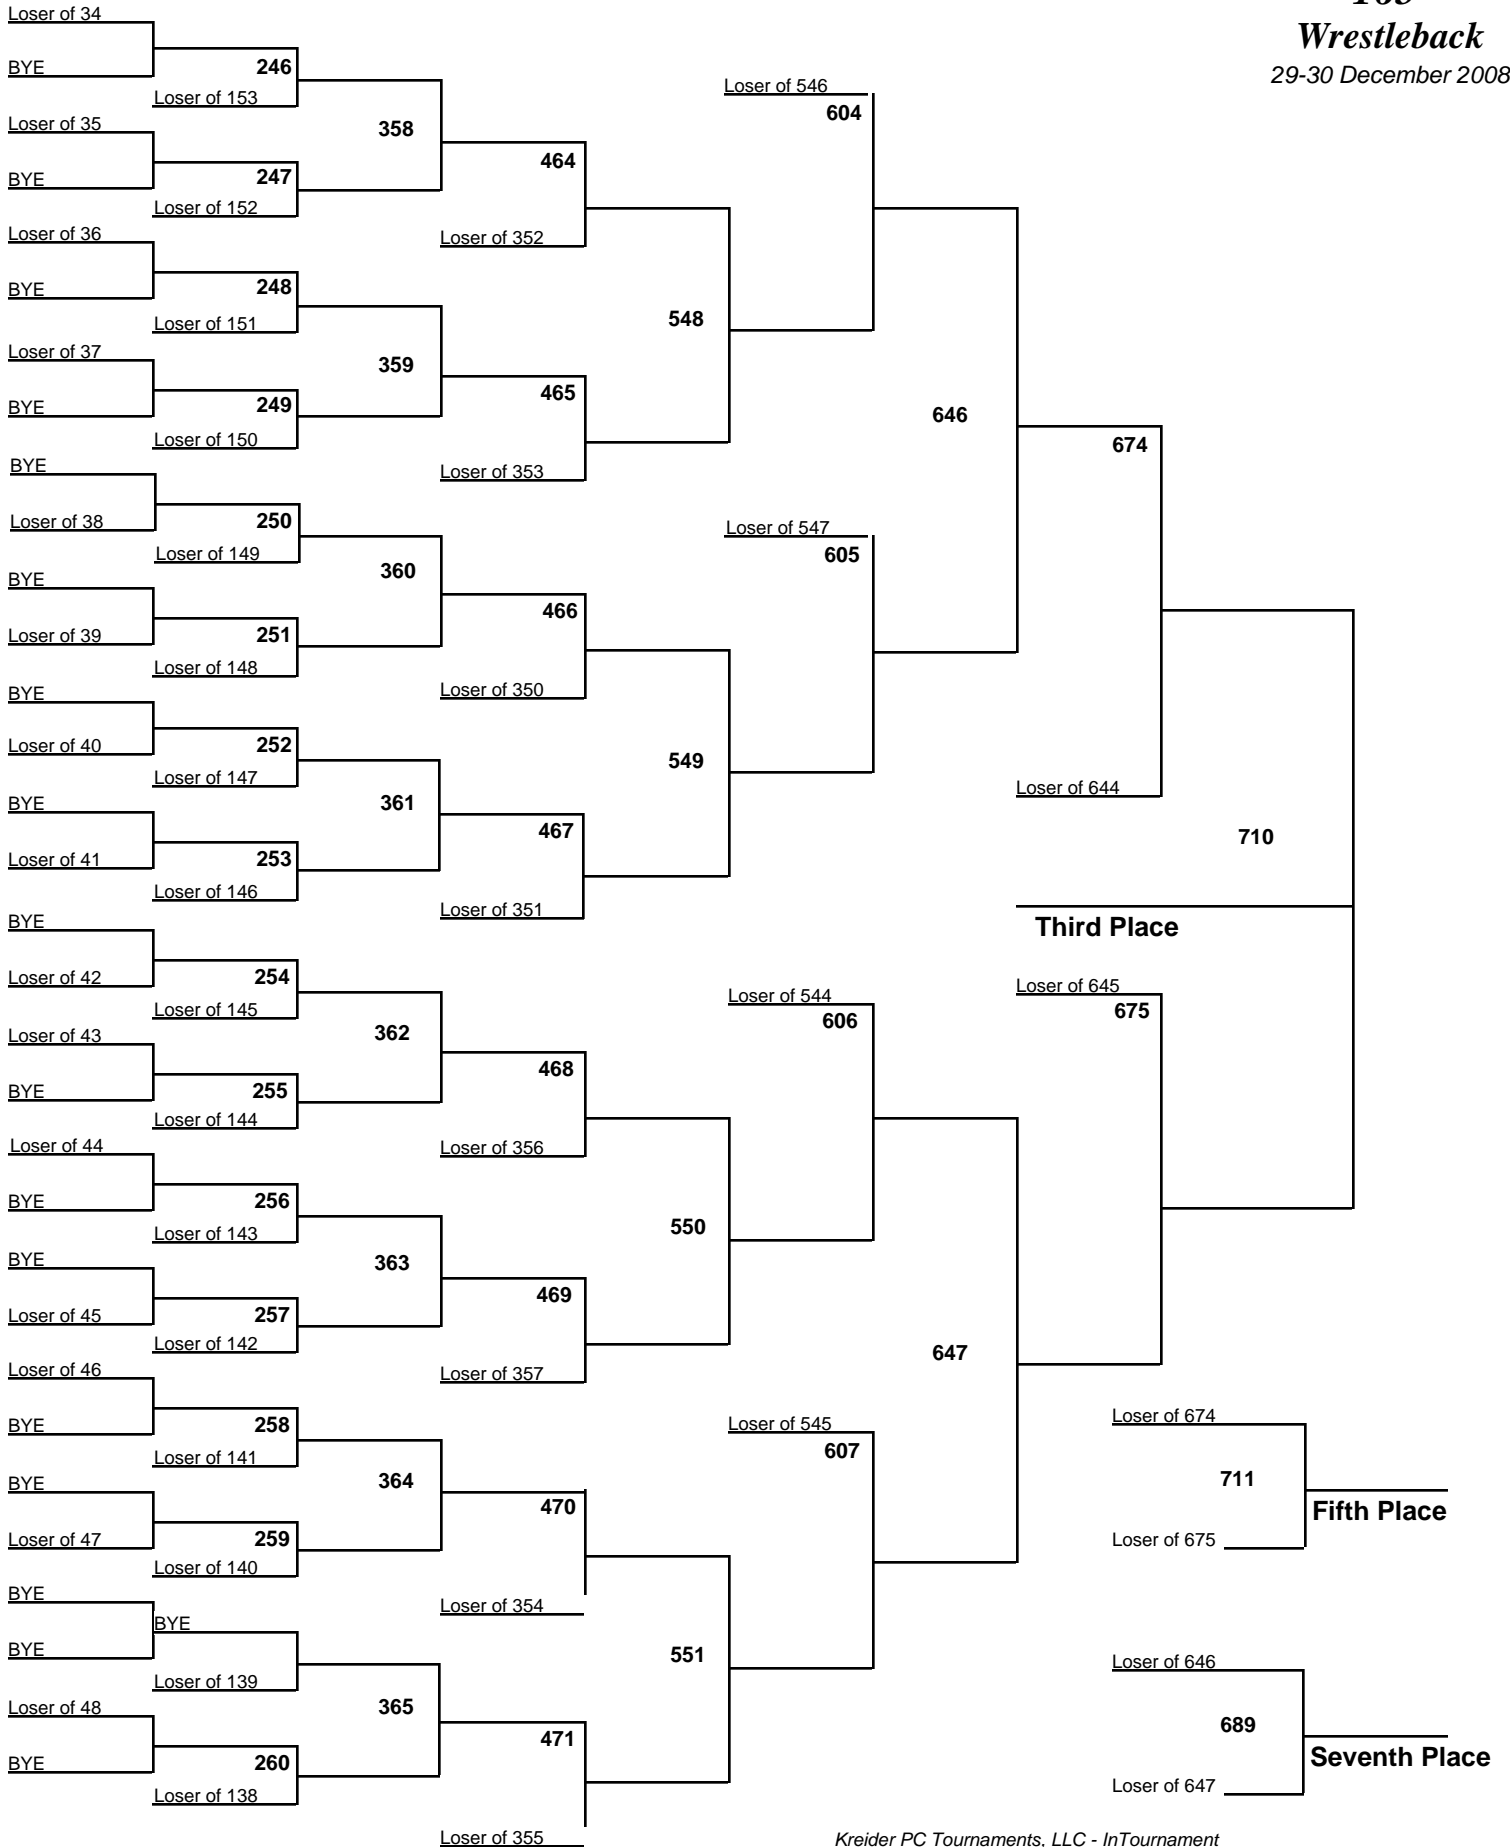 Wrestleback
29-30 December 2008
Loser of 34
BYE
246
Loser of 153
Loser of 35
BYE
247
Loser of 152
Loser of 36
BYE
248
Loser of 151
Loser of 37
BYE
249
Loser of 150
BYE
Loser of 38
250
Loser of 149
BYE
Loser of 39
251
Loser of 148
BYE
Loser of 40
252
Loser of 147
BYE
Loser of 41
253
Loser of 146
BYE
Loser of 42
254
Loser of 145
Loser of 43
BYE
255
Loser of 144
Loser of 44
BYE
256
Loser of 143
BYE
Loser of 45
257
Loser of 142
Loser of 46
BYE
258
Loser of 141
BYE
Loser of 47
259
Loser of 140
BYE
BYE
BYE
Loser of 139
Loser of 48
BYE
260
Loser of 138
358
359
360
361
362
363
364
365
464
Loser of 352
465
Loser of 353
466
Loser of 350
467
Loser of 351
468
Loser of 356
469
Loser of 357
470
Loser of 354
471
Loser of 355
548
549
550
551
Loser of 546
604
Loser of 547
605
Loser of 544
606
Loser of 545
607
646
647
674
Loser of 644
Loser of 645
675
710
Third Place
Loser of 674
711
Loser of 675
Fifth Place
Loser of 646
689
Loser of 647
Seventh Place
Kreider PC Tournaments, LLC - InTournament